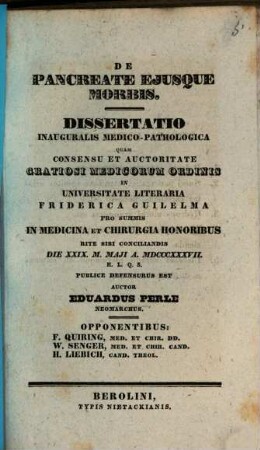 DE
PANCREATE EJUSQUE
MORBIS.
DISSERTATIO
INAUGURALIS MEDICO-PATHOLOGICA
QUAM
CONSENSU ET AUCTORITATE
GRATIOSI MEDICORUM ORDINIS
IN
UNIVERSITATE LITERARIA
FRIDERICA GUILELMA
PRO SUMMIS
IN MEDICINA ET CHIRURGIA HONORIBUS
RITE SIBI CONCILIANDIS
DIE XXIX. M. MAJI A. MDCCCXXXVII.
H. L. Q. S.
PUBLICE DEFENSURUS EST
AUCTOR
EDUARDUS PERLE
NEOMARCHUS.
OPPONENTIBUS:
F. QUIRING, MED. ET CHIR. DD.
W. SENGER, MED. ET CHIR. CAND.
H. LIEBICH, CAND. THEOL.
BEROLINI,
TYPIS NIETACKIANIS.